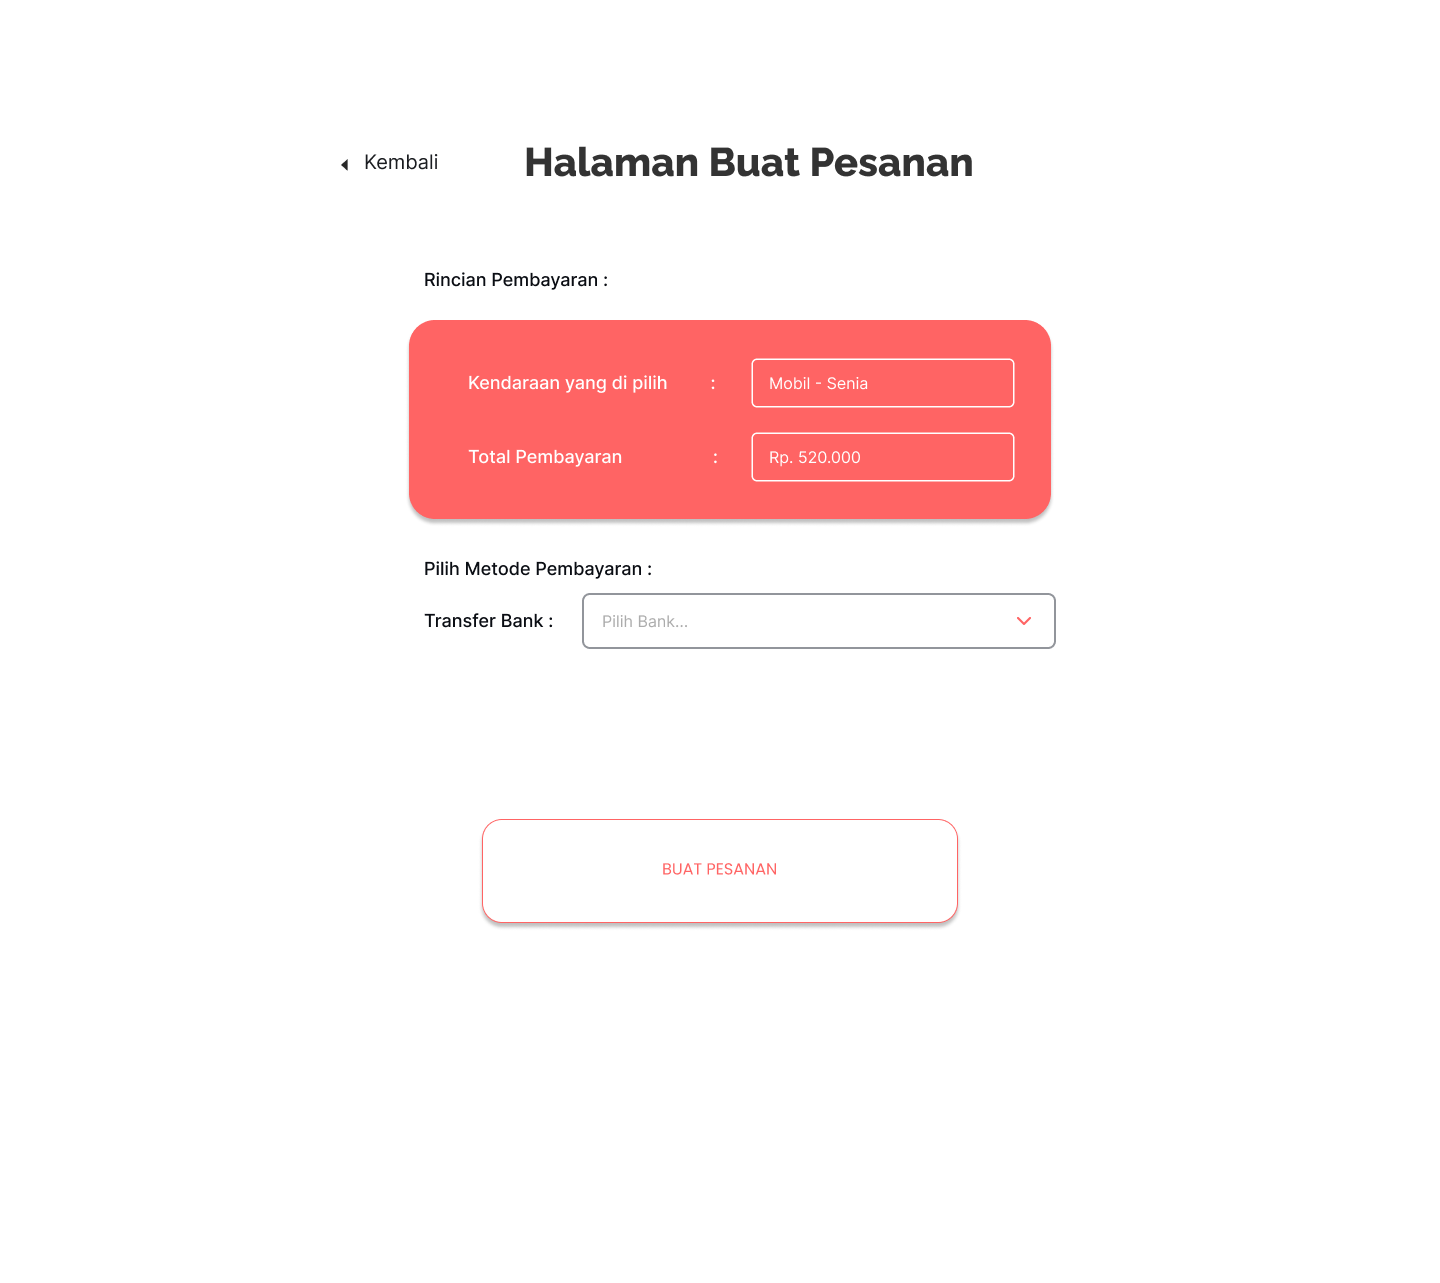 Kembali
Halaman Buat Pesanan
Rincian Pembayaran :
Kendaraan yang di pilih : Mobil - Senia
Total Pembayaran : Rp. 520.000
Pilih Metode Pembayaran :
Transfer Bank : Pilih Bank...
BUAT PESANAN